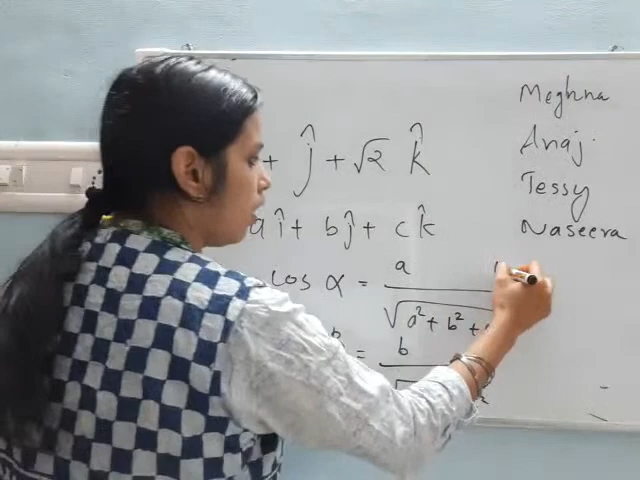 + ĵ + √2 k̂
aî + bĵ + ck̂
cos α = a
√a² + b² +
= b
Meghna
Anaj.
Tessy
Naseera